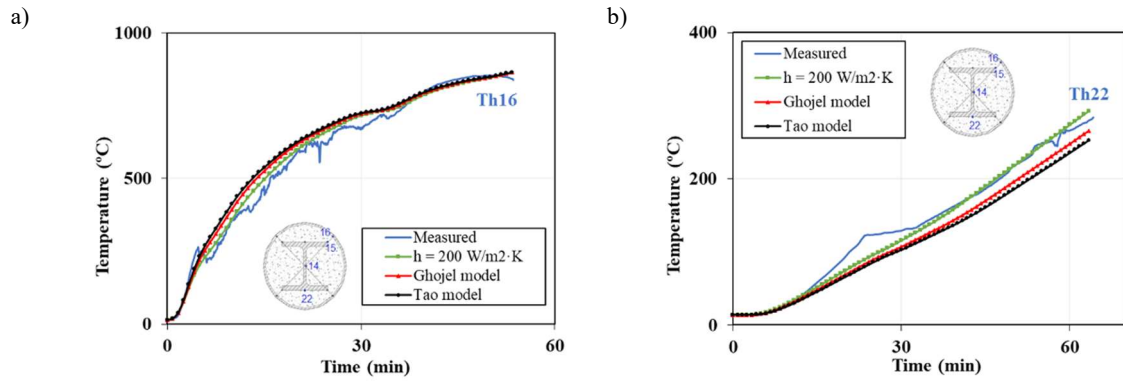 a)
1000
500
0
0
30
60
Temperature (ºC)
Time (min)
Th16
16
15
14
22
Measured
h = 200 W/m2·K
Ghojel model
Tao model
b)
400
200
0
0
30
60
Temperature (ºC)
Time (min)
Measured
h = 200 W/m2·K
Ghojel model
Tao model
16
15
14
22
Th22